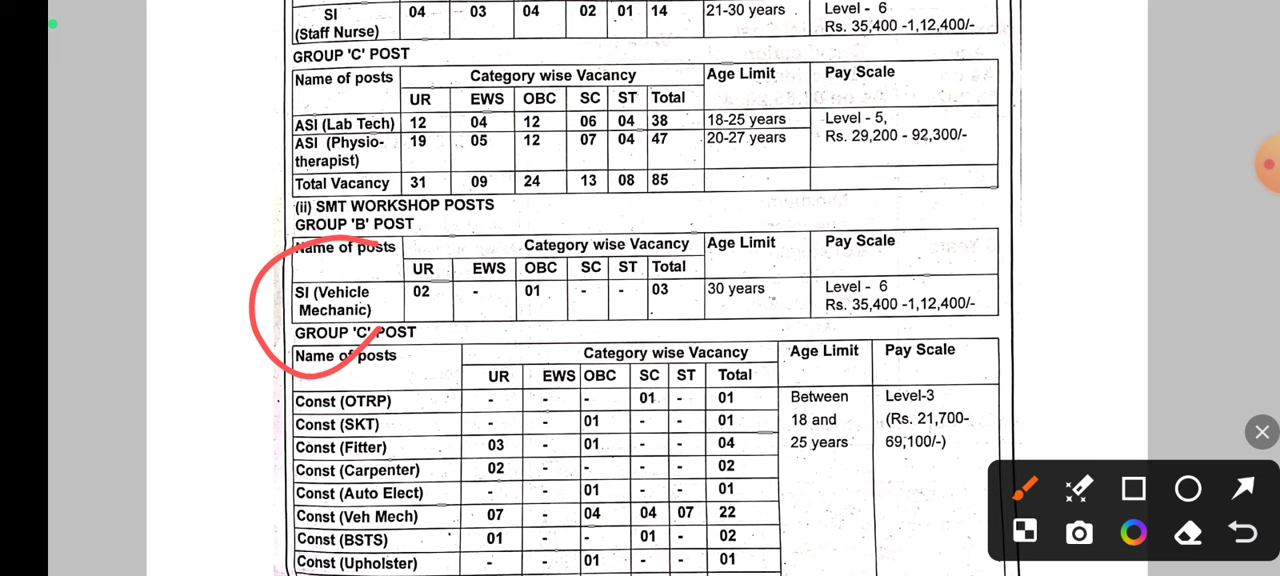 SI 04 03 04 02 01 14 21-30 years Level - 6
(Staff Nurse) Rs. 35,400 -1,12,400/-
GROUP 'C' POST
Name of posts Category wise Vacancy Age Limit Pay Scale
UR EWS OBC SC ST Total
ASI (Lab Tech) 12 04 12 06 04 38 18-25 years Level - 5,
ASI (Physio- 19 05 12 07 04 47 20-27 years Rs. 29,200 - 92,300/-
therapist)
Total Vacancy 31 09 24 13 08 85
(ii) SMT WORKSHOP POSTS
GROUP 'B' POST
Name of posts Category wise Vacancy Age Limit Pay Scale
UR EWS OBC SC ST Total
SI (Vehicle 02 - 01 - - 03 30 years Level - 6
Mechanic) Rs. 35,400 -1,12,400/-
GROUP 'C' POST
Name of posts Category wise Vacancy Age Limit Pay Scale
UR EWS OBC SC ST Total
Const (OTRP) - - - 01 - 01 Between Level-3
Const (SKT) - - 01 - - 01 18 and (Rs. 21,700-
Const (Fitter) 03 - 01 - - 04 25 years 69,100/-)
Const (Carpenter) 02 - - - - 02
Const (Auto Elect) - - 01 - - 01
Const (Veh Mech) 07 - 04 04 07 22
Const (BSTS) 01 - - 01 - 02
Const (Upholster) - - 01 - - 01